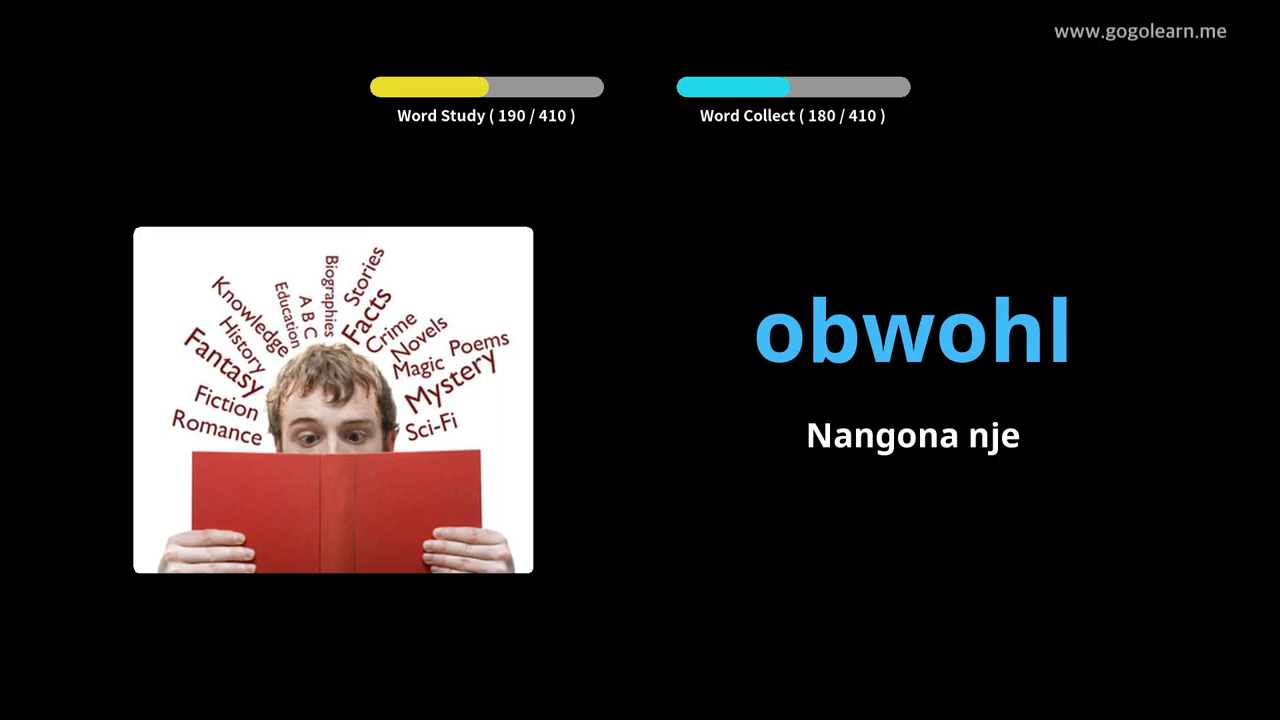 www.gogolearn.me
Word Study ( 190 / 410 )
Word Collect ( 180 / 410 )
Biographies
Stories
Education
A B C
Facts
Knowledge
Crime
History
Novels
Poems
Fantasy
Magic
Mystery
Fiction
Romance
Sci-Fi
obwohl
Nangona nje